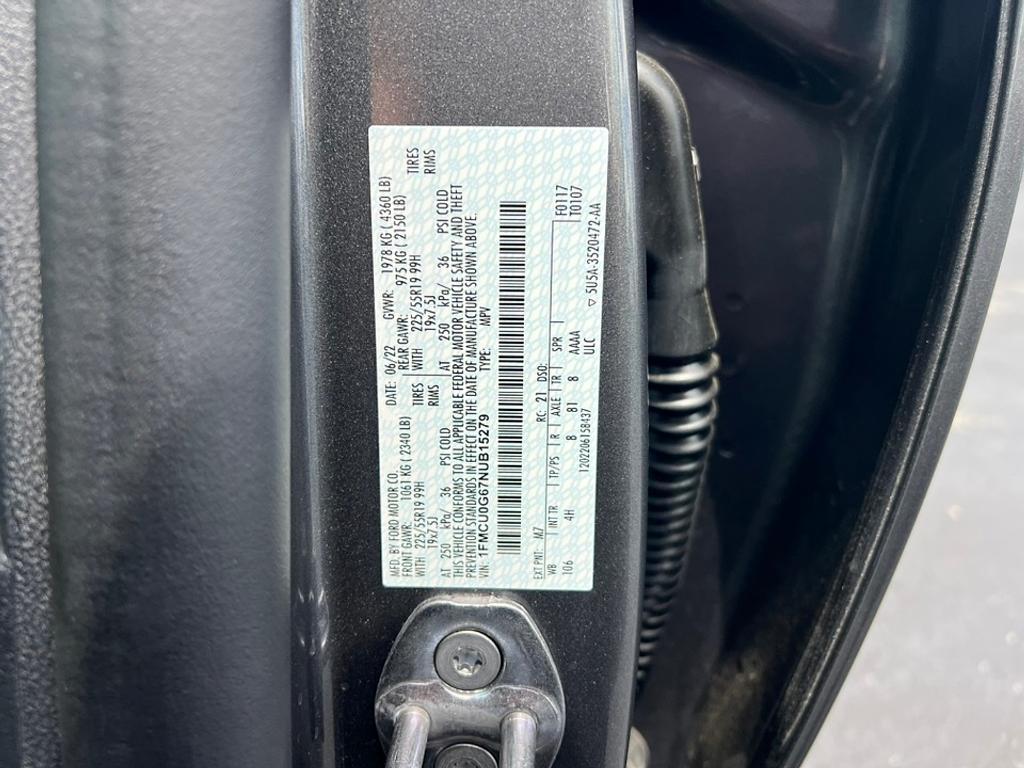 MFD. BY FORD MOTOR CO. DATE: 06/22 GVWR: 1978 KG ( 4360 LB)
FRONT GAWR: 1061 KG ( 2340 LB) REAR GAWR: 975 KG ( 2150 LB)
WITH 225/55R19 99H TIRES WITH 225/55R19 99H TIRES
19x7.5J RIMS 19x7.5J RIMS
AT 250 kPa/ 36 PSI COLD AT 250 kPa/ 36 PSI COLD
THIS VEHICLE CONFORMS TO ALL APPLICABLE FEDERAL MOTOR VEHICLE SAFETY AND THEFT
PREVENTION STANDARDS IN EFFECT ON THE DATE OF MANUFACTURE SHOWN ABOVE.
VIN: 1FMCU0G67NUB15279 TYPE: MPV
EXT PNT: M7 RC: 21 DSO: F0117
WB INT TR TP/PS R AXLE TR SPR T0107
106 4H 8 81 8 AAAA
ULC
1202206158437 ▽ 5U5A-3520472-AA